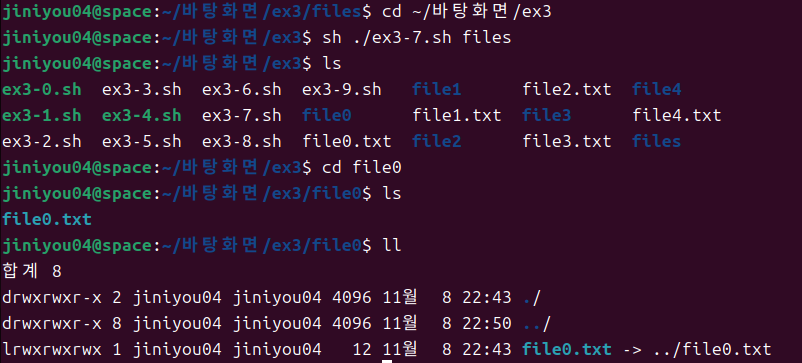 jiniyou04@space:~/바탕화면/ex3/files$ cd ~/바탕화면/ex3
jiniyou04@space:~/바탕화면/ex3$ sh ./ex3-7.sh files
jiniyou04@space:~/바탕화면/ex3$ ls
ex3-0.sh  ex3-3.sh  ex3-6.sh  ex3-9.sh   file1      file2.txt  file4
ex3-1.sh  ex3-4.sh  ex3-7.sh  file0      file1.txt  file3      file4.txt
ex3-2.sh  ex3-5.sh  ex3-8.sh  file0.txt  file2      file3.txt  files
jiniyou04@space:~/바탕화면/ex3$ cd file0
jiniyou04@space:~/바탕화면/ex3/file0$ ls
file0.txt
jiniyou04@space:~/바탕화면/ex3/file0$ ll
합계 8
drwxrwxr-x 2 jiniyou04 jiniyou04 4096 11월  8 22:43 ./
drwxrwxr-x 8 jiniyou04 jiniyou04 4096 11월  8 22:50 ../
lrwxrwxrwx 1 jiniyou04 jiniyou04   12 11월  8 22:43 file0.txt -> ../file0.txt